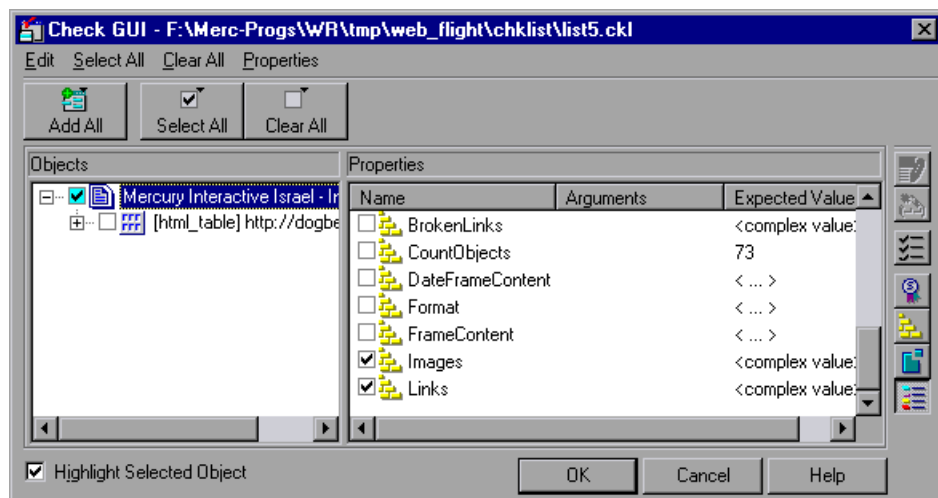 Check GUI - F:\Merc-Progs\WR\tmp\web_flight\chklist\list5.ckl
Edit Select All Clear All Properties
Add All Select All Clear All
Objects Properties
Mercury Interactive Israel - In
[html_table] http://dogbe
Name Arguments Expected Value
BrokenLinks <complex value:
CountObjects 73
DateFrameContent < ... >
Format < ... >
FrameContent < ... >
Images <complex value:
Links <complex value:
Highlight Selected Object OK Cancel Help